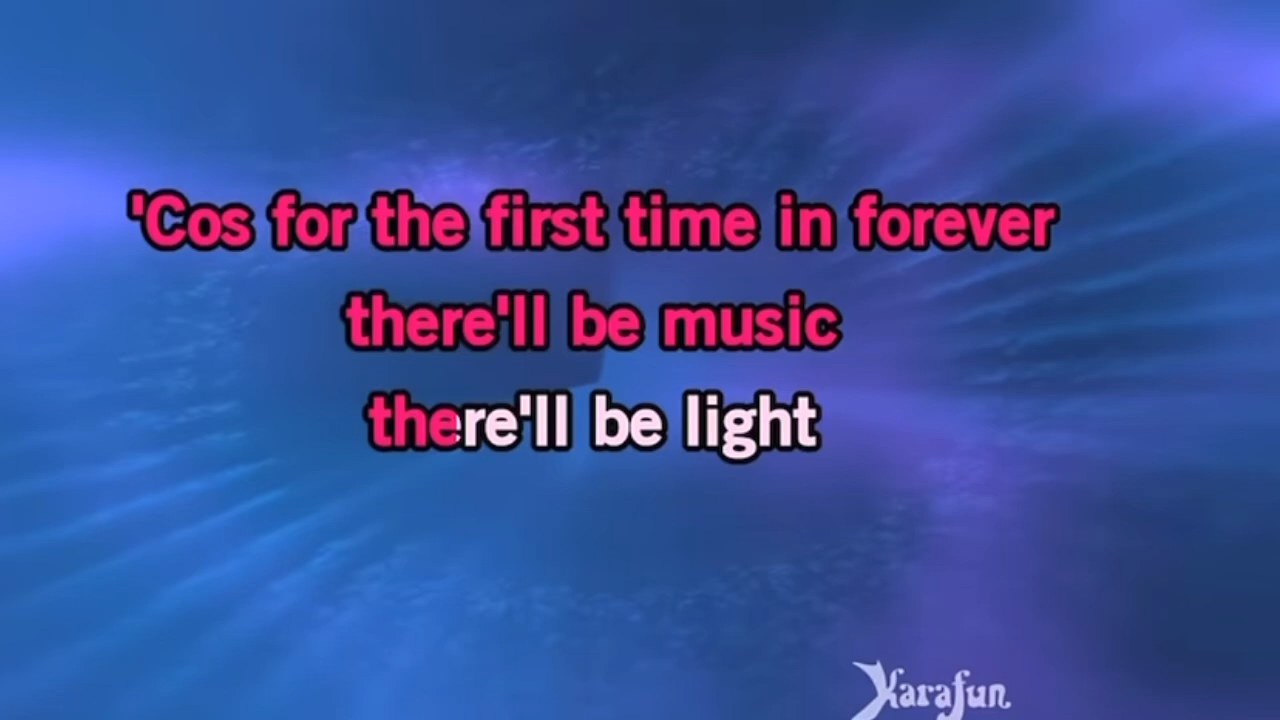 'Cos for the first time in forever
there'll be music
there'll be light
Karafun